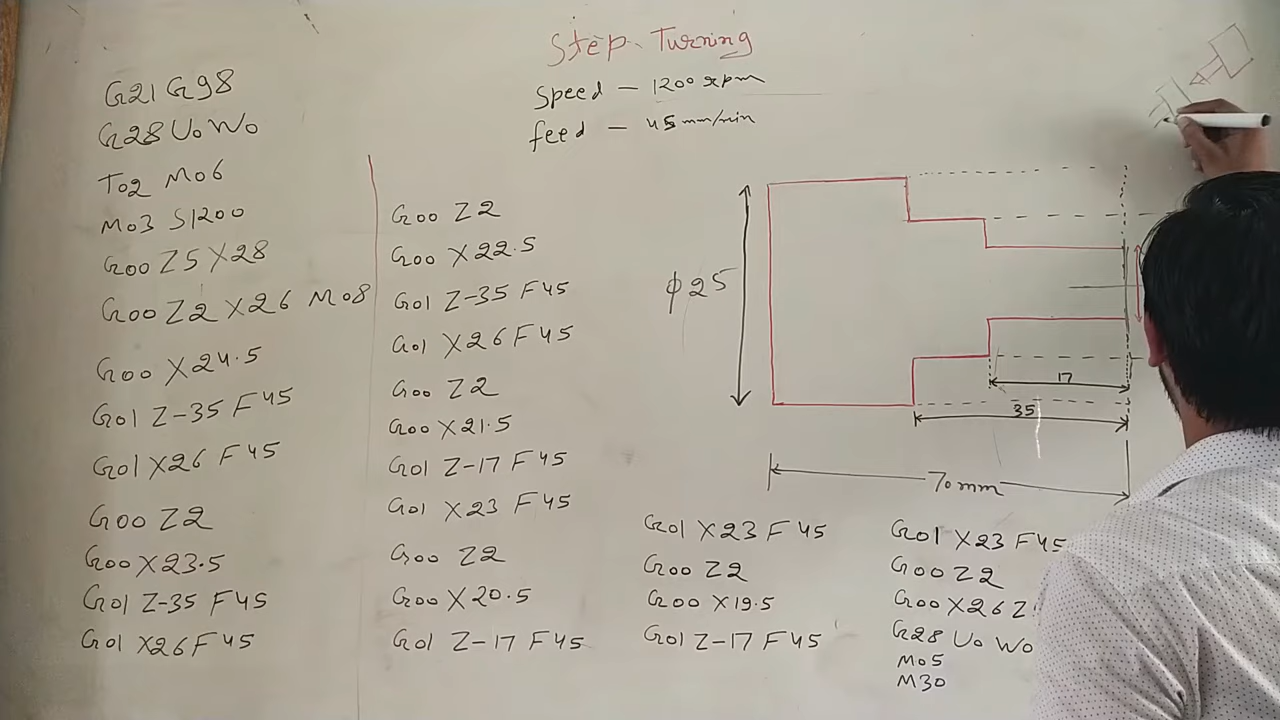 Step Turning
Speed - 1200 rpm
feed - 45 mm/min
G21 G98
G28 U0 W0
T02 M06
M03 S1200
G00 Z5 X28
G00 Z2 X26 M08
G00 X24.5
G01 Z-35 F45
G01 X26 F45
G00 Z2
G00 X23.5
G01 Z-35 F45
G01 X26 F45
G00 Z2
G00 X22.5
G01 Z-35 F45
G01 X26 F45
G00 Z2
G00 X21.5
G01 Z-17 F45
G01 X23 F45
G00 Z2
G00 X20.5
G01 Z-17 F45
G01 X23 F45
G00 Z2
G00 X19.5
G01 Z-17 F45
G01 X23 F45
G00 Z2
G00 X26 Z
G28 U0 W0
M05
M30
φ25
17
35
70mm